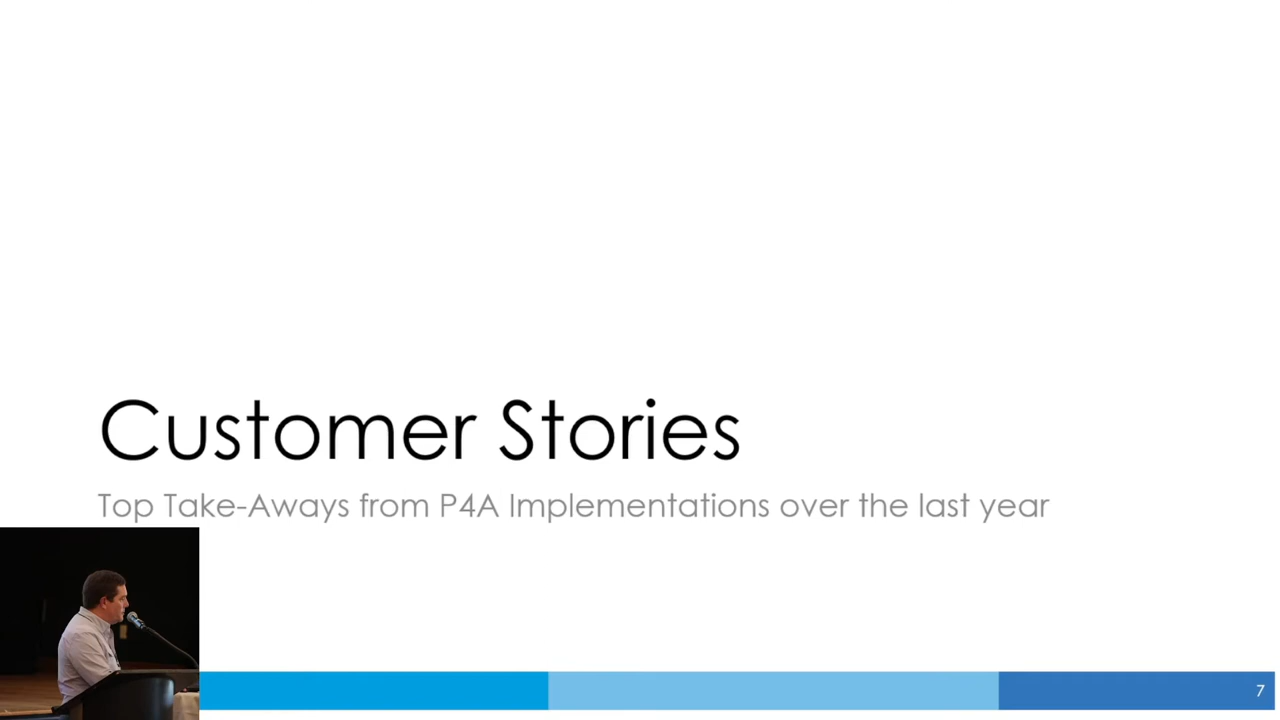 Customer Stories
Top Take-Aways from P4A Implementations over the last year
7